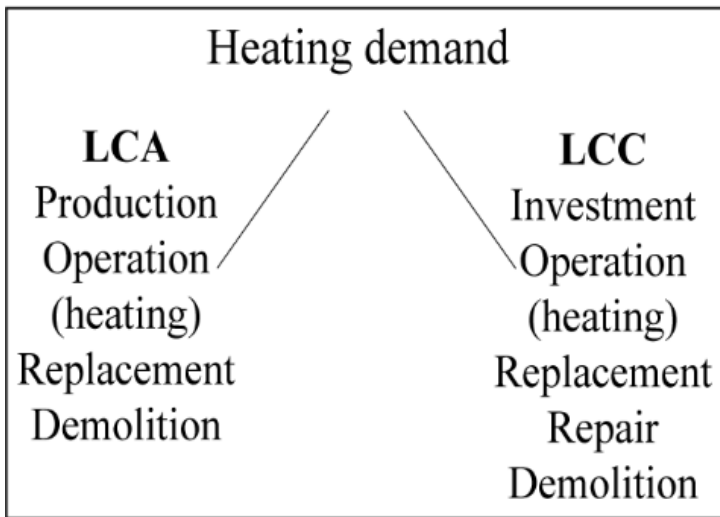 Heating demand
LCA
Production
Operation
(heating)
Replacement
Demolition
LCC
Investment
Operation
(heating)
Replacement
Repair
Demolition